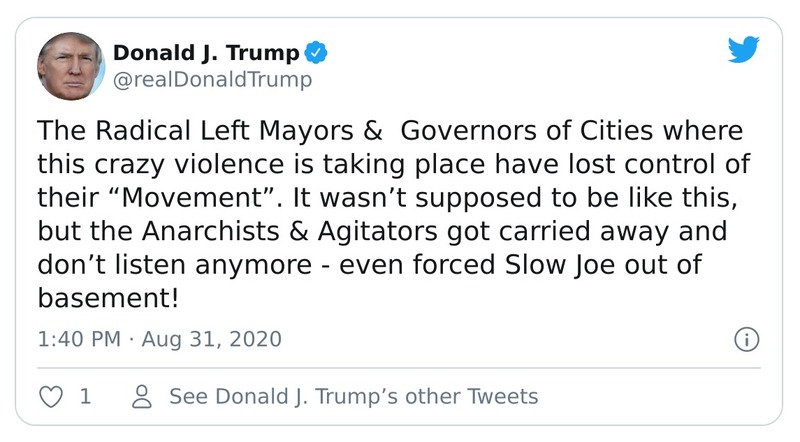 Donald J. Trump
@realDonaldTrump
The Radical Left Mayors &  Governors of Cities where
this crazy violence is taking place have lost control of
their “Movement”. It wasn’t supposed to be like this,
but the Anarchists & Agitators got carried away and
don’t listen anymore - even forced Slow Joe out of
basement!
1:40 PM · Aug 31, 2020
1 See Donald J. Trump’s other Tweets